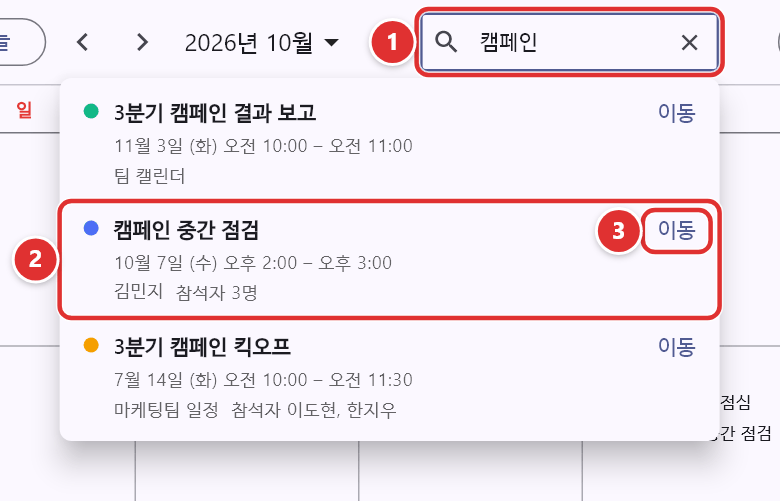 2026년 10월
1
캠페인
일
3분기 캠페인 결과 보고
이동
11월 3일 (화) 오전 10:00 – 오전 11:00
팀 캘린더
2
캠페인 중간 점검
3
이동
10월 7일 (수) 오후 2:00 – 오후 3:00
김민지 참석자 3명
3분기 캠페인 킥오프
이동
7월 14일 (화) 오전 10:00 – 오전 11:30
마케팅팀 일정 참석자 이도현, 한지우
점심
점검